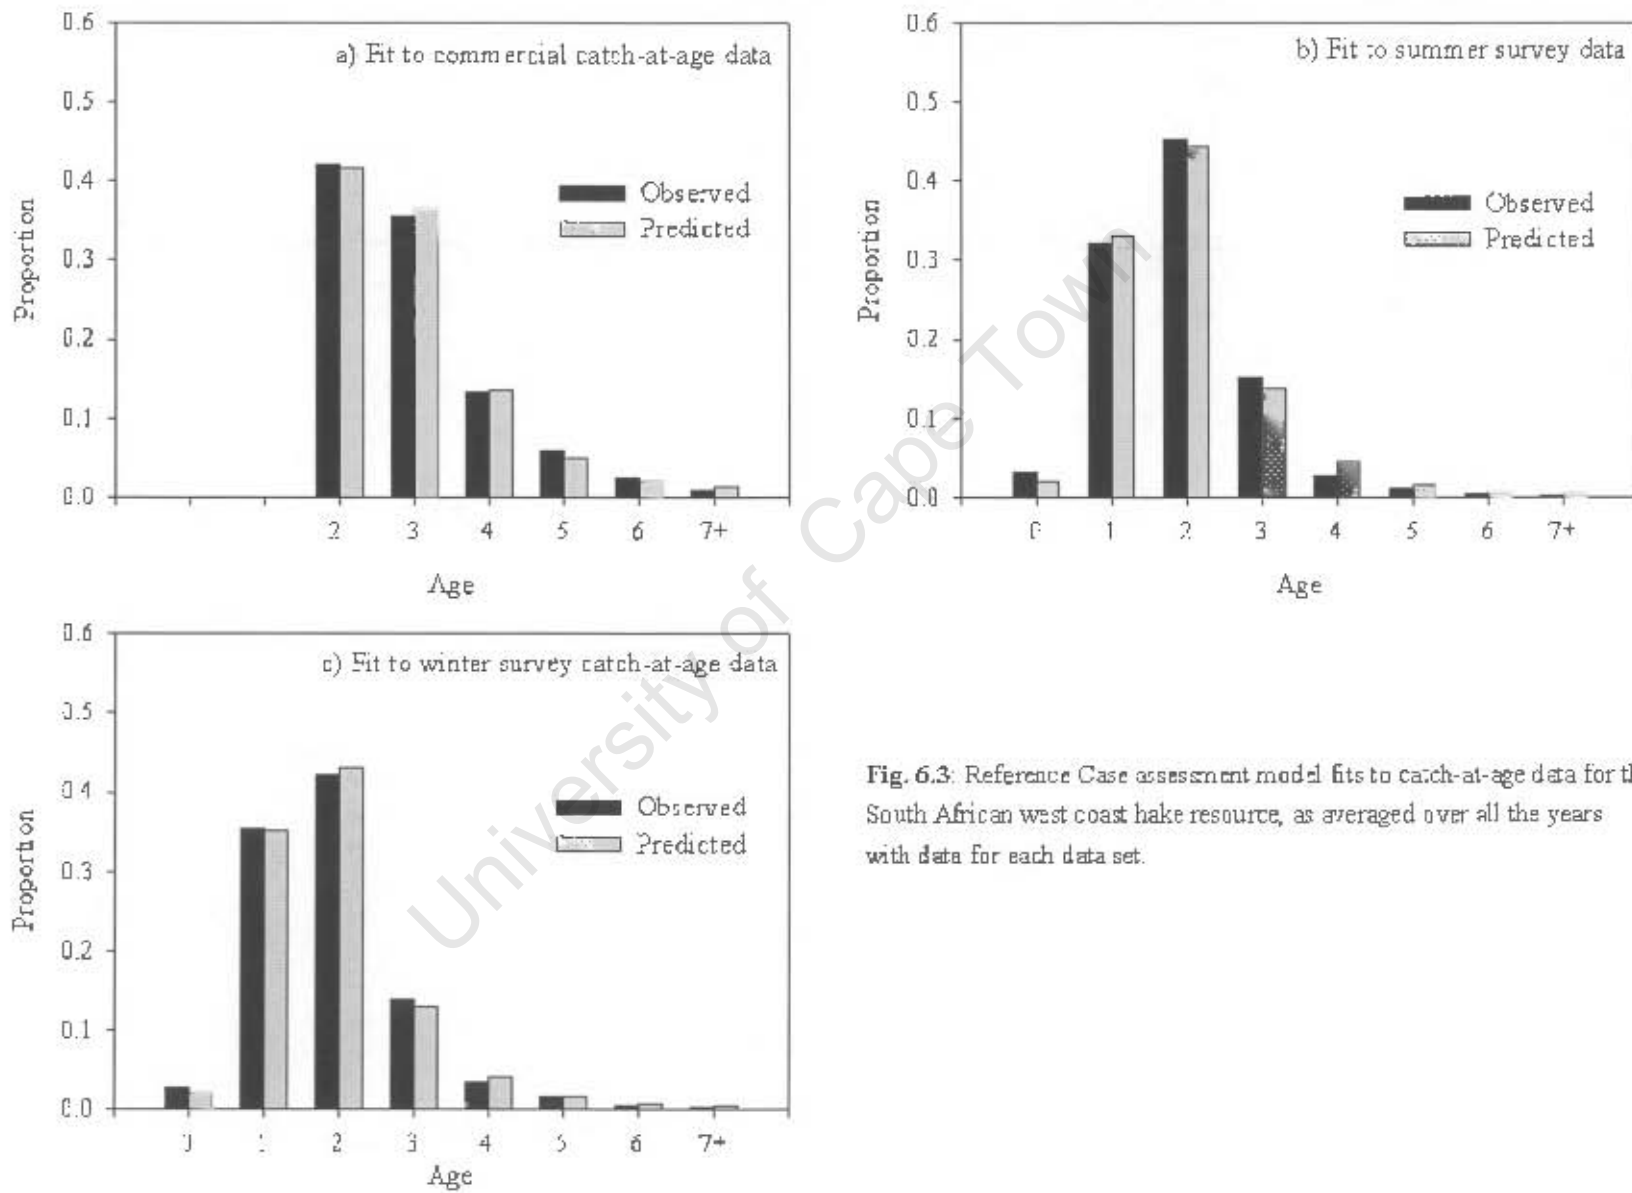 a) Fit to commercial catch-at-age data
0.6
0.5
0.4
0.3
0.2
0.1
0.0
Proportion
Observed
Predicted
2 3 4 5 6 7+
Age
b) Fit to summer survey data
0.6
0.5
0.4
0.3
0.2
0.1
0.0
Proportion
Observed
Predicted
0 1 2 3 4 5 6 7+
Age
c) Fit to winter survey catch-at-age data
0.6
0.5
0.4
0.3
0.2
0.1
0.0
Proportion
Observed
Predicted
0 1 2 3 4 5 6 7+
Age
Fig. 6.3: Reference Case assessment model fits to catch-at-age data for
South African west coast hake resource, as averaged over all the years
with data for each data set.
University of Cape Town